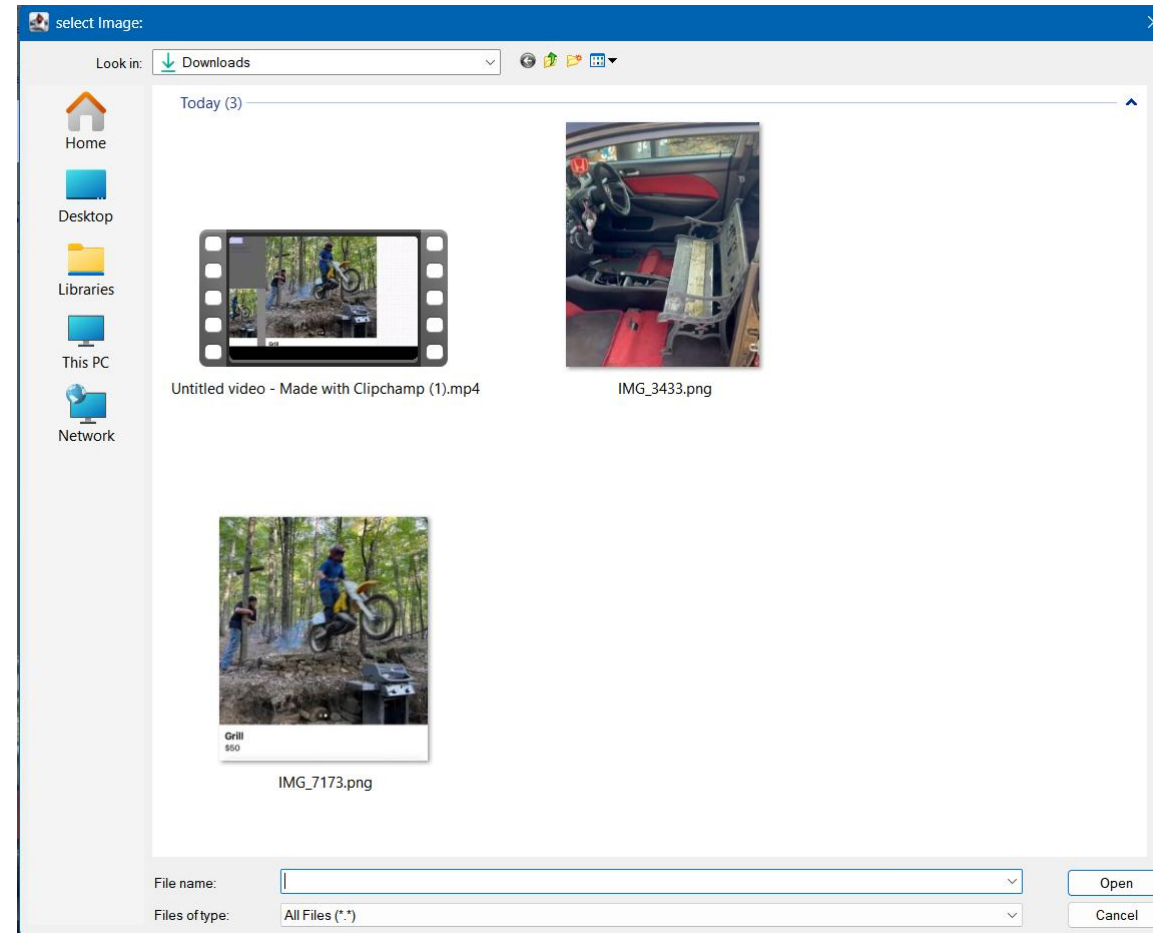 select Image:
Look in:
Downloads
Home
Desktop
Libraries
This PC
Network
Today (3)
Untitled video - Made with Clipchamp (1).mp4
IMG_3433.png
Grill
$50
IMG_7173.png
File name:
Open
Files of type:
All Files (*.*)
Cancel